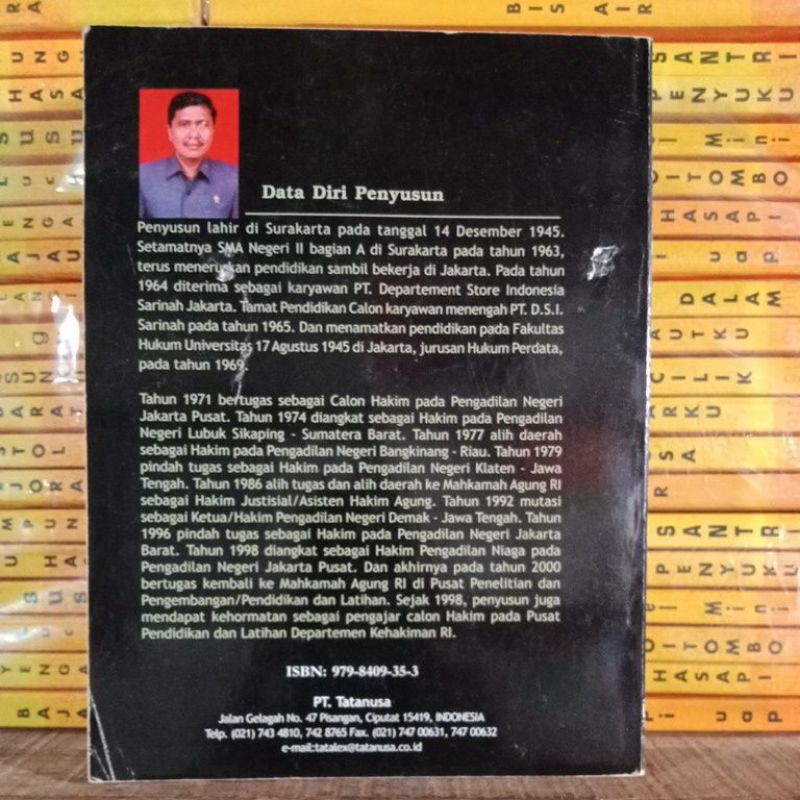 Data Diri Penyusun
Penyusun lahir di Surakarta pada tanggal 14 Desember 1945.
Setamatnya SMA Negeri II bagian A di Surakarta pada tahun 1963,
terus meneruskan pendidikan sambil bekerja di Jakarta. Pada tahun
1964 diterima sebagai karyawan PT. Departement Store Indonesia
Sarinah Jakarta. Tamat Pendidikan Calon karyawan menengah PT. D.S.I.
Sarinah pada tahun 1965. Dan menamatkan pendidikan pada Fakultas
Hukum Universitas 17 Agustus 1945 di Jakarta, jurusan Hukum Perdata,
pada tahun 1969.
Tahun 1971 bertugas sebagai Calon Hakim pada Pengadilan Negeri
Jakarta Pusat. Tahun 1974 diangkat sebagai Hakim pada Pengadilan
Negeri Lubuk Sikaping - Sumatera Barat. Tahun 1977 alih daerah
sebagai Hakim pada Pengadilan Negeri Bangkinang - Riau. Tahun 1979
pindah tugas sebagai Hakim pada Pengadilan Negeri Klaten - Jawa
Tengah. Tahun 1986 alih tugas dan alih daerah ke Mahkamah Agung RI
sebagai Hakim Justisial/Asisten Hakim Agung. Tahun 1992 mutasi
sebagai Ketua/Hakim Pengadilan Negeri Demak - Jawa Tengah. Tahun
1996 pindah tugas sebagai Hakim pada Pengadilan Negeri Jakarta
Barat. Tahun 1998 diangkat sebagai Hakim Pengadilan Niaga pada
Pengadilan Negeri Jakarta Pusat. Dan akhirnya pada tahun 2000
bertugas kembali ke Mahkamah Agung RI di Pusat Penelitian dan
Pengembangan/Pendidikan dan Latihan. Sejak 1998, penyusun juga
mendapat kehormatan sebagai pengajar calon Hakim pada Pusat
Pendidikan dan Latihan Departemen Kehakiman RI.
ISBN: 979-8409-35-3
PT. Tatanusa
Jalan Gelagah No. 47 Pisangan, Ciputat 15419, INDONESIA
Telp. (021) 743 4810, 742 8765 Fax. (021) 747 00631, 747 00632
e-mail:tatalex@tatanusa.co.id